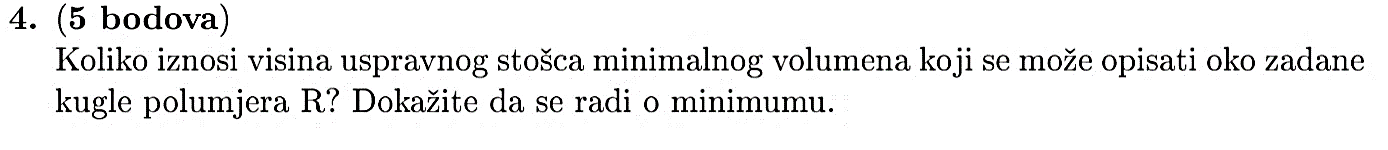 4. (5 bodova)
Koliko iznosi visina uspravnog stošca minimalnog volumena koji se može opisati oko zadane
kugle polumjera R? Dokažite da se radi o minimumu.